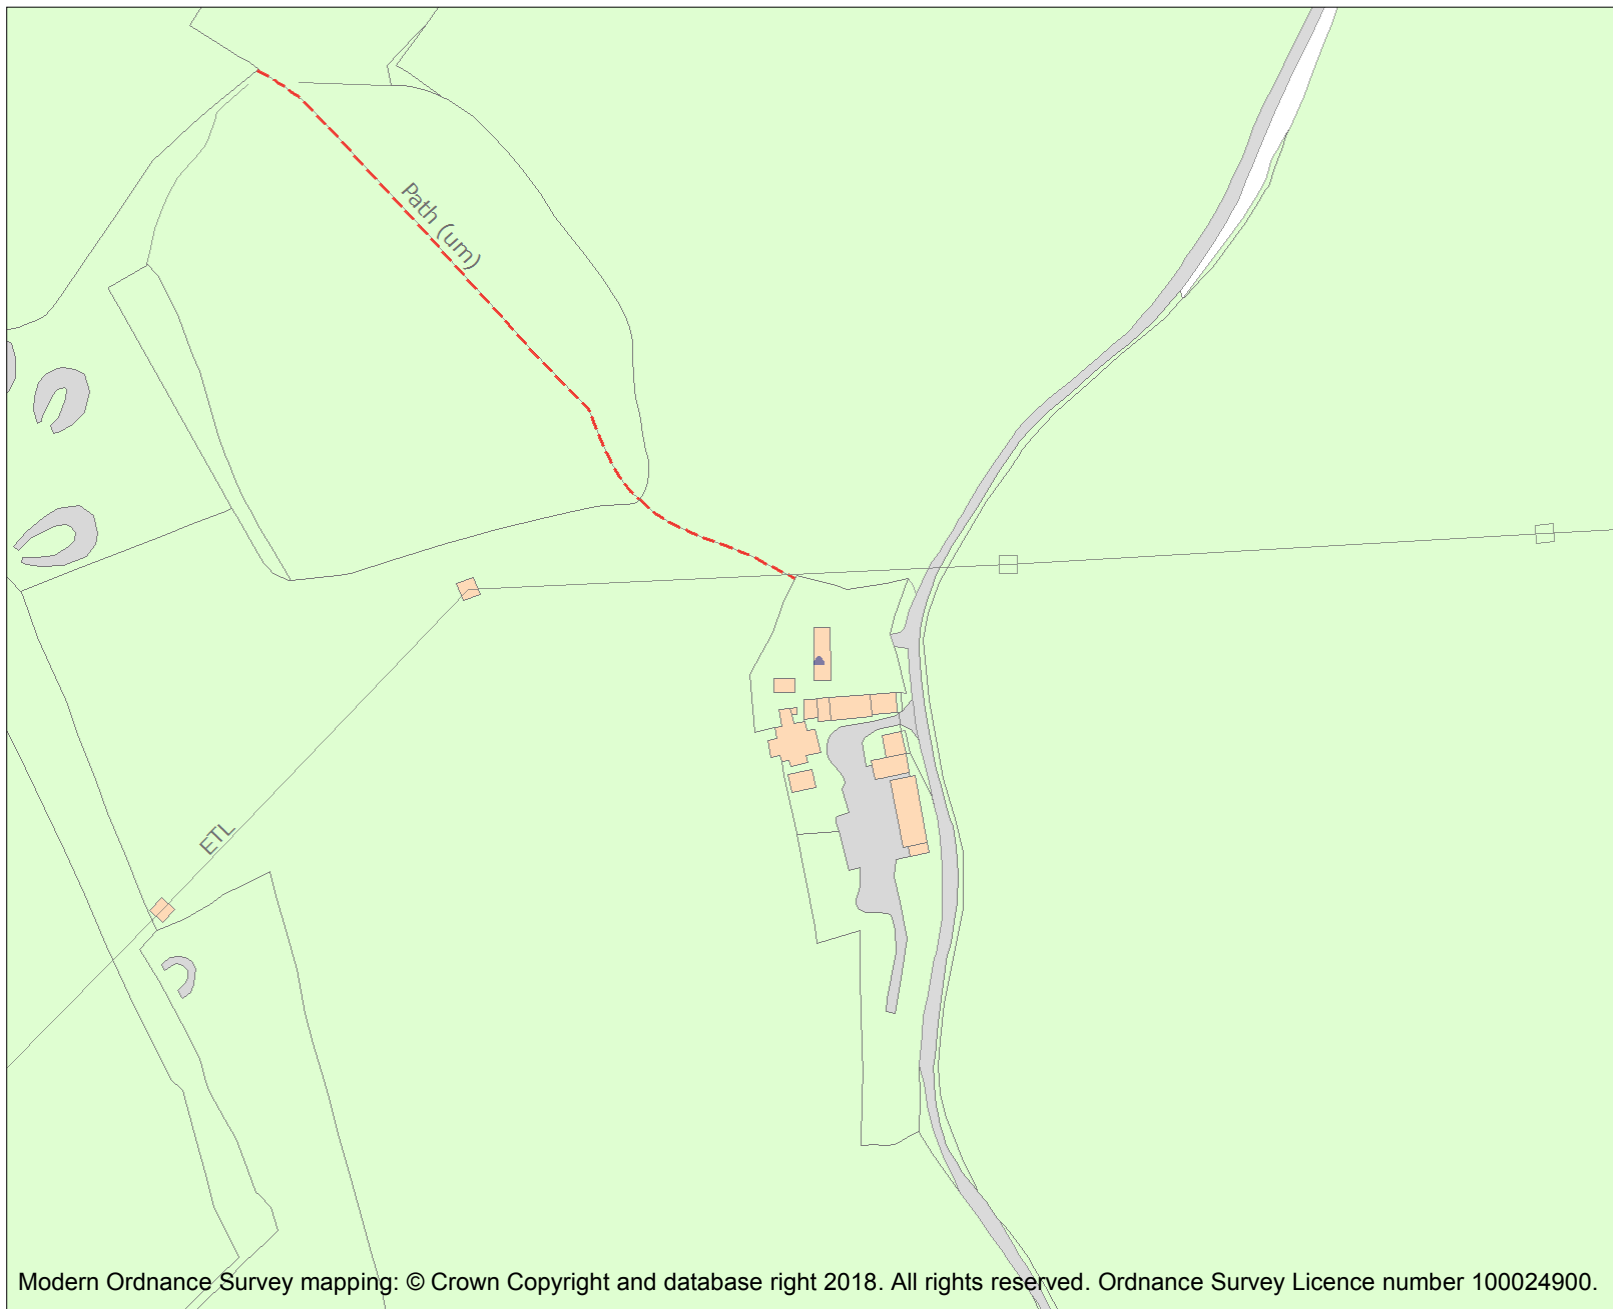 Path (um)
ETL
Modern Ordnance Survey mapping: © Crown Copyright and database right 2018. All rights reserved. Ordnance Survey Licence number 100024900.